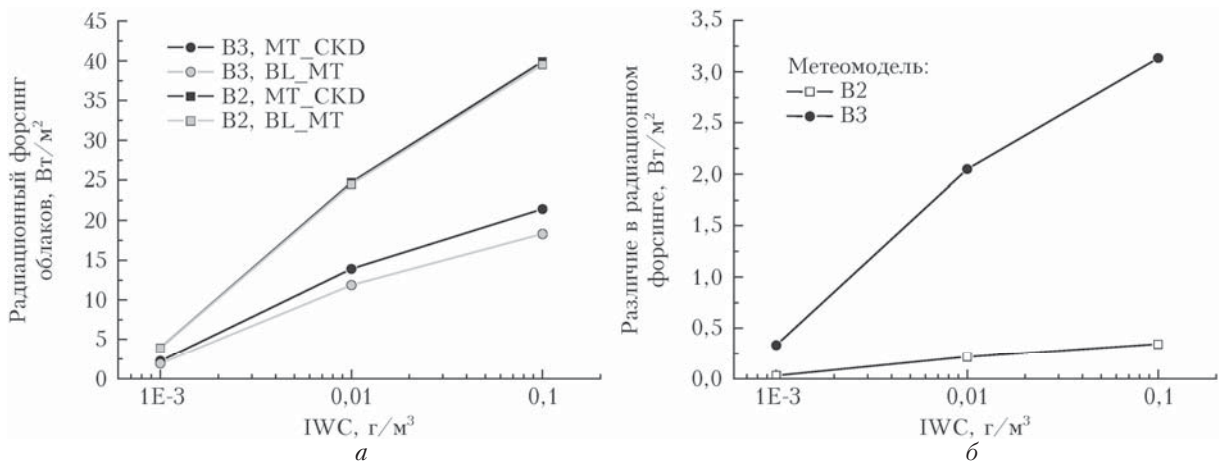 Радиационный форсинг
облаков, Вт/м²
45
40
35
30
25
20
15
10
5
0
B3, MT_CKD
B3, BL_MT
B2, MT_CKD
B2, BL_MT
1E-3
0,01
0,1
IWC, г/м³
а
Различие в радиационном
форсинге, Вт/м²
3,5
3,0
2,5
2,0
1,5
1,0
0,5
0,0
Метеомодель:
B2
B3
1E-3
0,01
0,1
IWC, г/м³
б